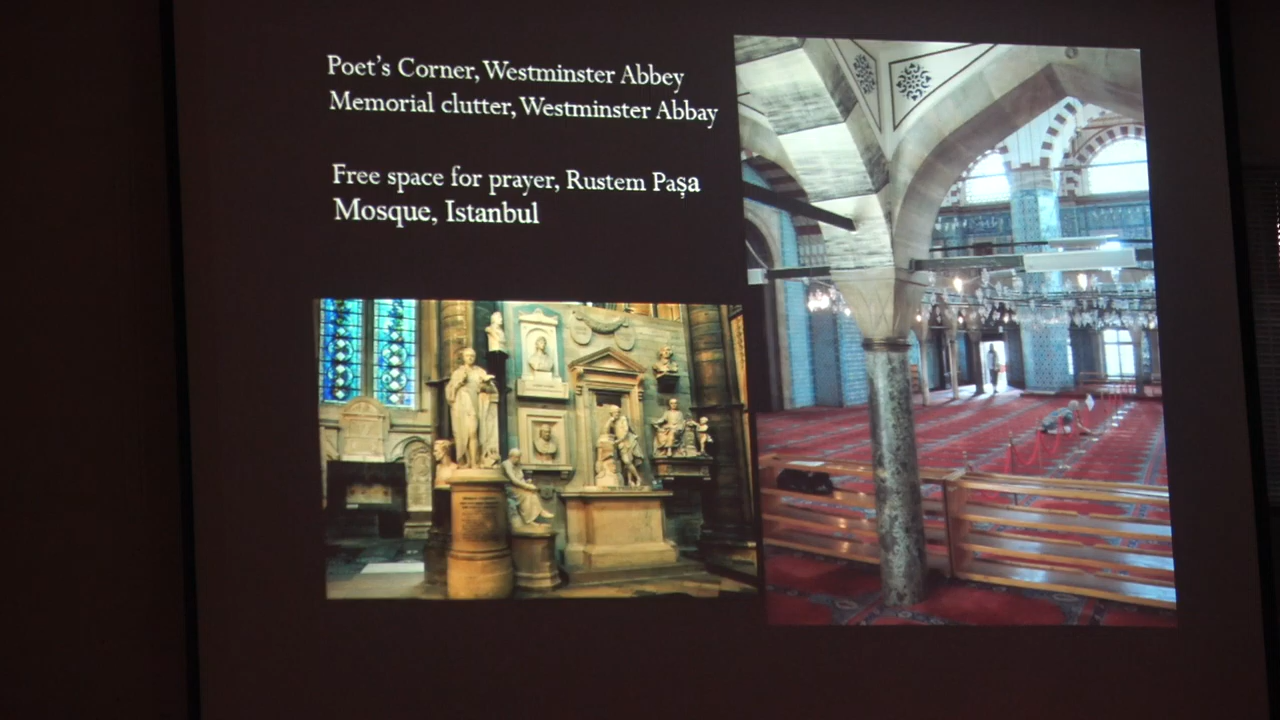 Poet's Corner, Westminster Abbey
Memorial clutter, Westminster Abbay
Free space for prayer, Rustem Paşa
Mosque, Istanbul